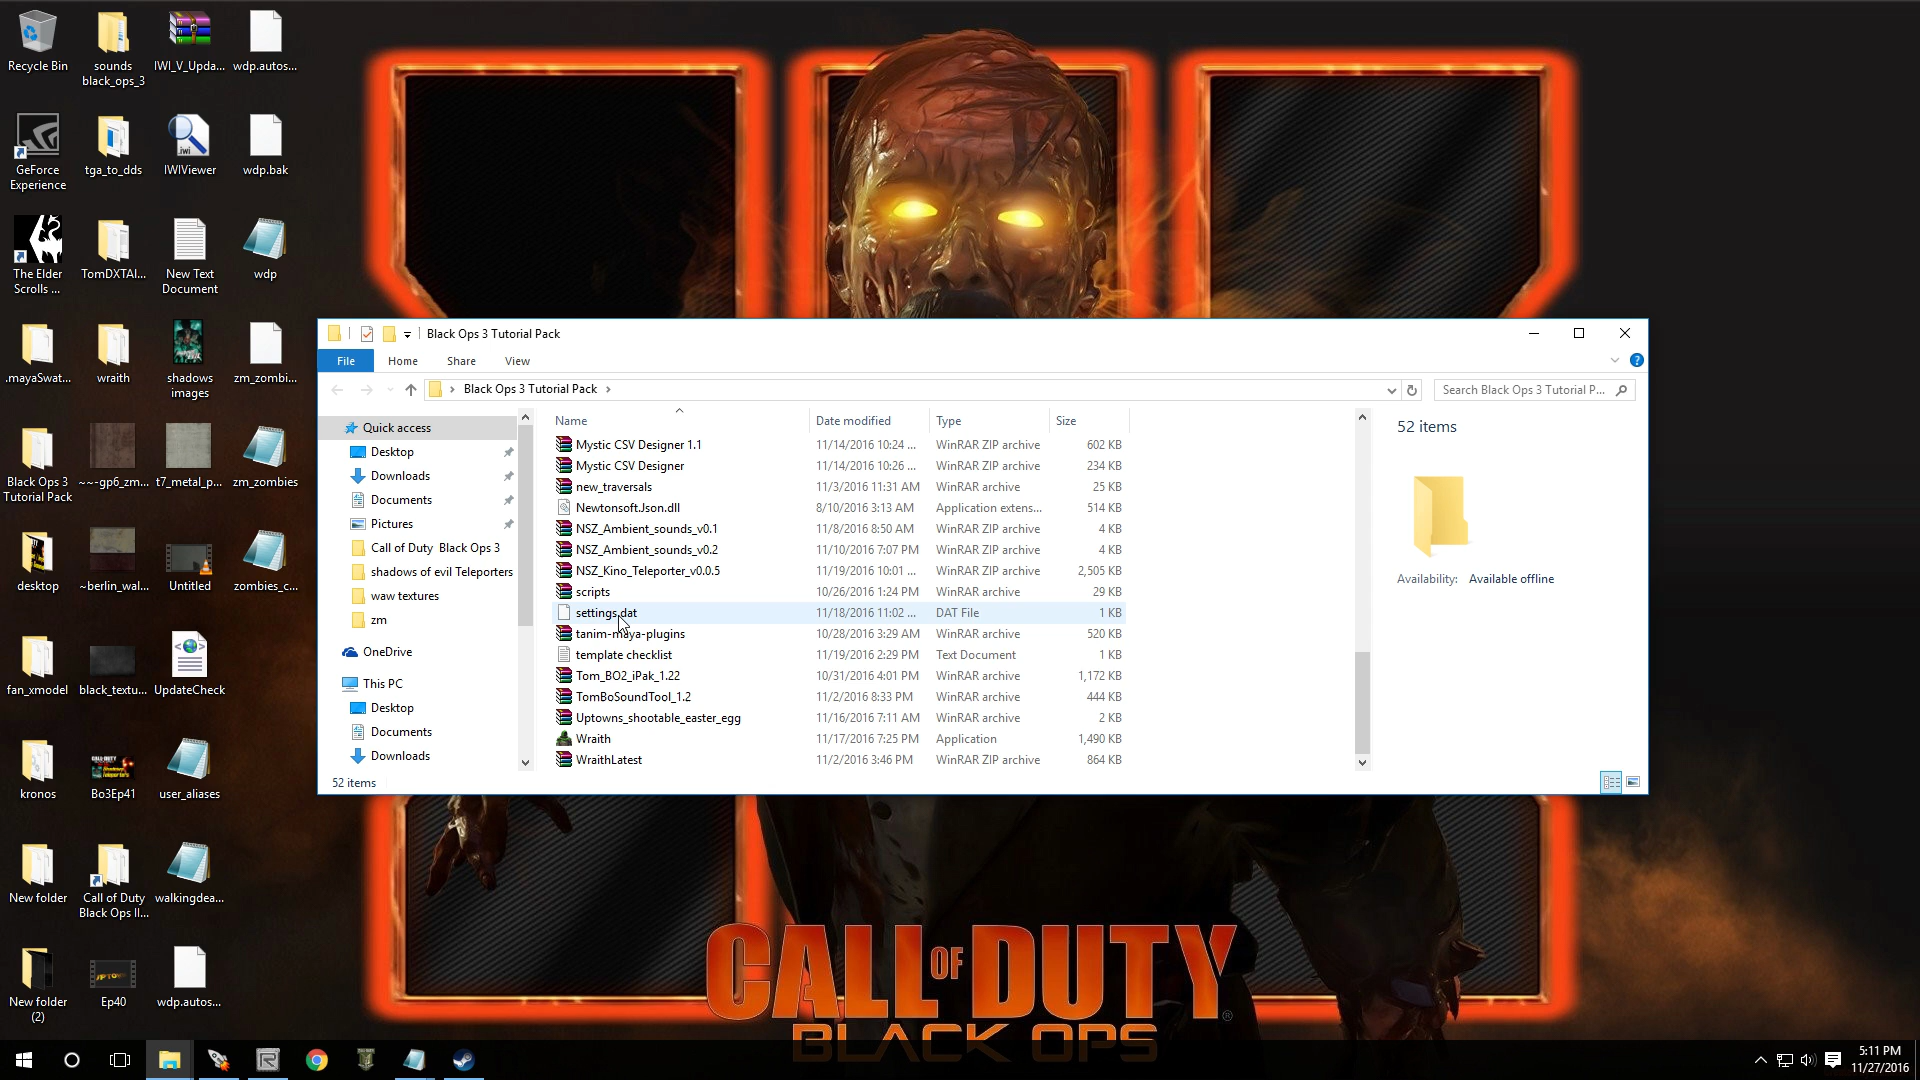 Recycle Bin
sounds
black_ops_3
IWI_V_Upda...
wdp.autos...
GeForce
Experience
tga_to_dds
.iwi
IWIViewer
wdp.bak
The Elder
Scrolls ...
TomDXTAI...
New Text
Document
wdp
.mayaSwat...
wraith
shadows
images
zm_zombi...
Black Ops 3
Tutorial Pack
~~-gp6_zm...
t7_metal_p...
zm_zombies
desktop
~berlin_wal...
Untitled
zombies_c...
fan_xmodel
black_textu...
UpdateCheck
kronos
Bo3Ep41
user_aliases
New folder
Call of Duty
Black Ops II...
walkingdea...
New folder
(2)
Ep40
wdp.autos...
Black Ops 3 Tutorial Pack
File Home Share View
Black Ops 3 Tutorial Pack
Search Black Ops 3 Tutorial P...
Quick access
Desktop
Downloads
Documents
Pictures
Call of Duty  Black Ops 3
shadows of evil Teleporters
waw textures
zm
OneDrive
This PC
Desktop
Documents
Downloads
Name Date modified Type Size
Mystic CSV Designer 1.1 11/14/2016 10:24 ... WinRAR ZIP archive 602 KB
Mystic CSV Designer 11/14/2016 10:26 ... WinRAR ZIP archive 234 KB
new_traversals 11/3/2016 11:31 AM WinRAR archive 25 KB
Newtonsoft.Json.dll 8/10/2016 3:13 AM Application extens... 514 KB
NSZ_Ambient_sounds_v0.1 11/8/2016 8:50 AM WinRAR ZIP archive 4 KB
NSZ_Ambient_sounds_v0.2 11/10/2016 7:07 PM WinRAR ZIP archive 4 KB
NSZ_Kino_Teleporter_v0.0.5 11/19/2016 10:01 ... WinRAR ZIP archive 2,505 KB
scripts 10/26/2016 1:24 PM WinRAR archive 29 KB
settings.dat 11/18/2016 11:02 ... DAT File 1 KB
tanim-maya-plugins 10/28/2016 3:29 AM WinRAR archive 520 KB
template checklist 11/19/2016 2:29 PM Text Document 1 KB
Tom_BO2_iPak_1.22 10/31/2016 4:01 PM WinRAR archive 1,172 KB
TomBoSoundTool_1.2 11/2/2016 8:33 PM WinRAR archive 444 KB
Uptowns_shootable_easter_egg 11/16/2016 7:11 AM WinRAR archive 2 KB
Wraith 11/17/2016 7:25 PM Application 1,490 KB
WraithLatest 11/2/2016 3:46 PM WinRAR ZIP archive 864 KB
52 items
Availability: Available offline
52 items
CALL OF DUTY ®
BLACK OPS
5:11 PM
11/27/2016